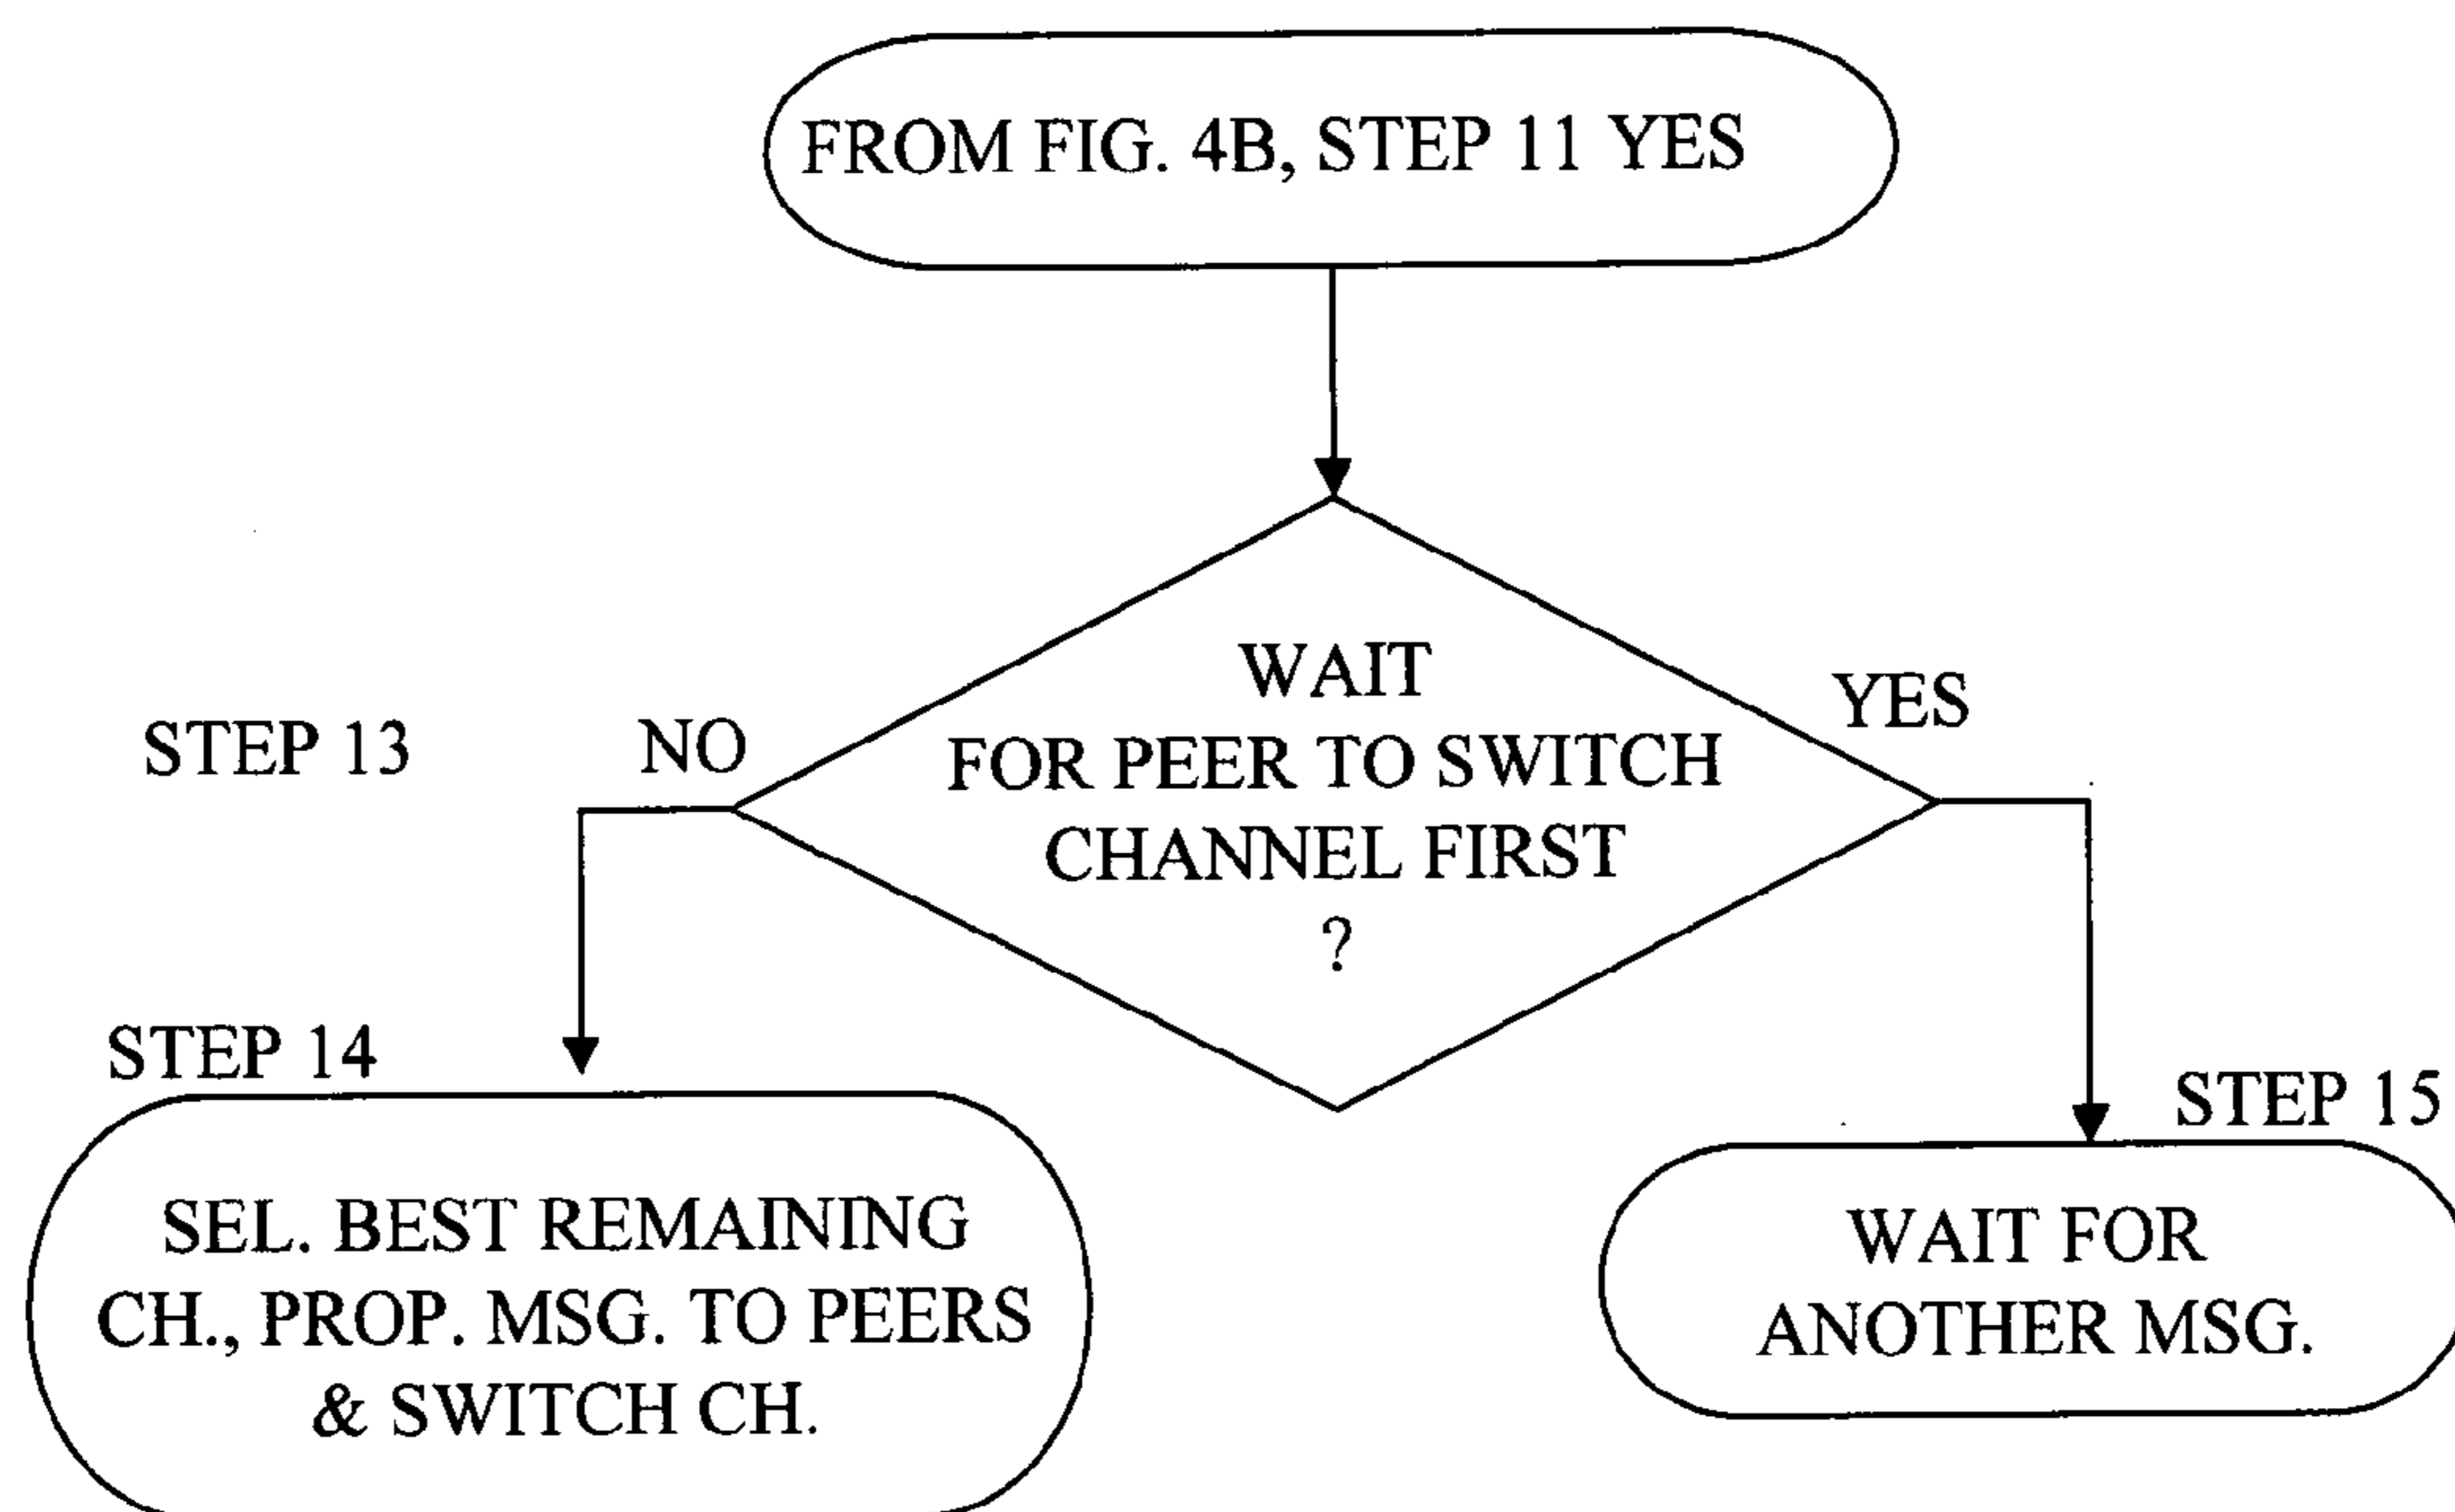 FROM FIG. 4B, STEP 11 YES
WAIT
FOR PEER TO SWITCH
CHANNEL FIRST
?
STEP 13
NO
YES
STEP 14
SEL. BEST REMAINING
CH., PROP. MSG. TO PEERS
& SWITCH CH.
STEP 15
WAIT FOR
ANOTHER MSG.